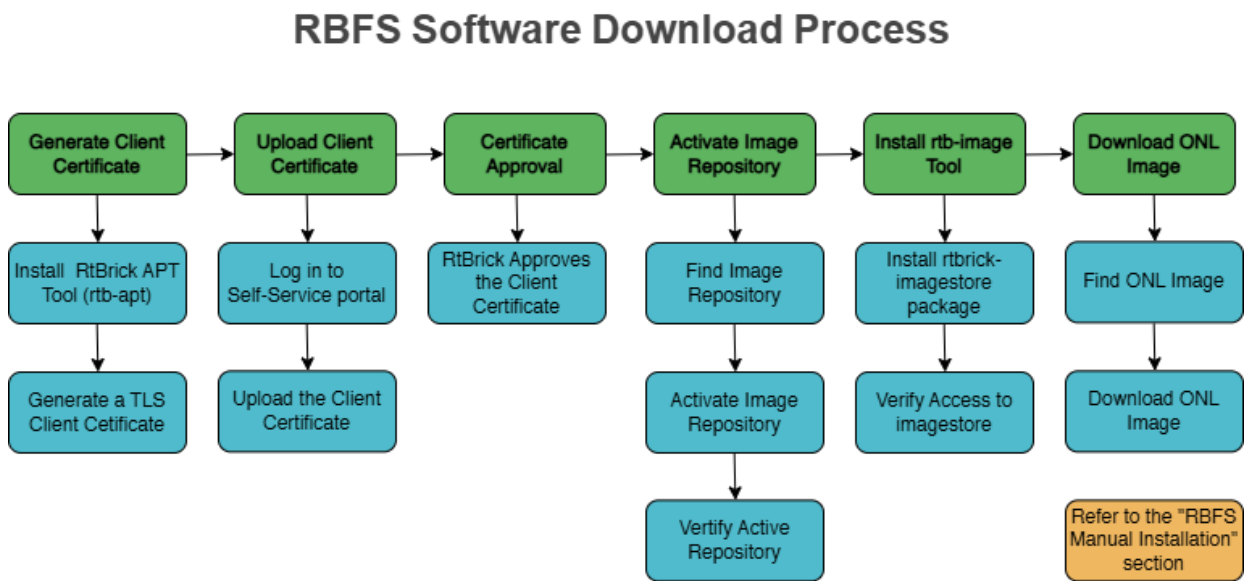 RBFS Software Download Process
Generate Client
Certificate
Upload Client
Certificate
Certificate
Approval
Activate Image
Repository
Install rtb-image
Tool
Download ONL
Image
Install RtBrick APT
Tool (rtb-apt)
Log in to
Self-Service portal
RtBrick Approves
the Client
Certificate
Find Image
Repository
Install rtbrick-
imagestore
package
Find ONL Image
Generate a TLS
Client Cetificate
Upload the Client
Certificate
Activate Image
Repository
Verify Access to
imagestore
Download ONL
Image
Vertify Active
Repository
Refer to the "RBFS
Manual Installation"
section